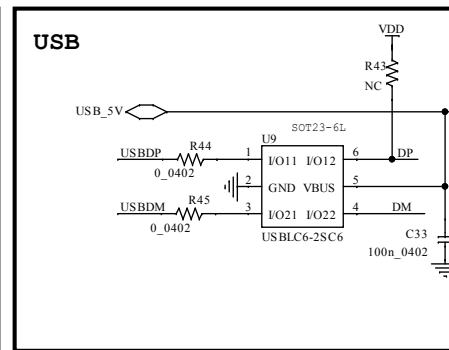 USB
VDD
R43
NC
USB_5V
SOT23-6L
U9
USBDP
R44
0_0402
1
I/O11
I/O12
6
DP
2
GND
VBUS
5
USBDM
R45
0_0402
3
I/O21
I/O22
4
DM
USBLC6-2SC6
C33
100n_0402